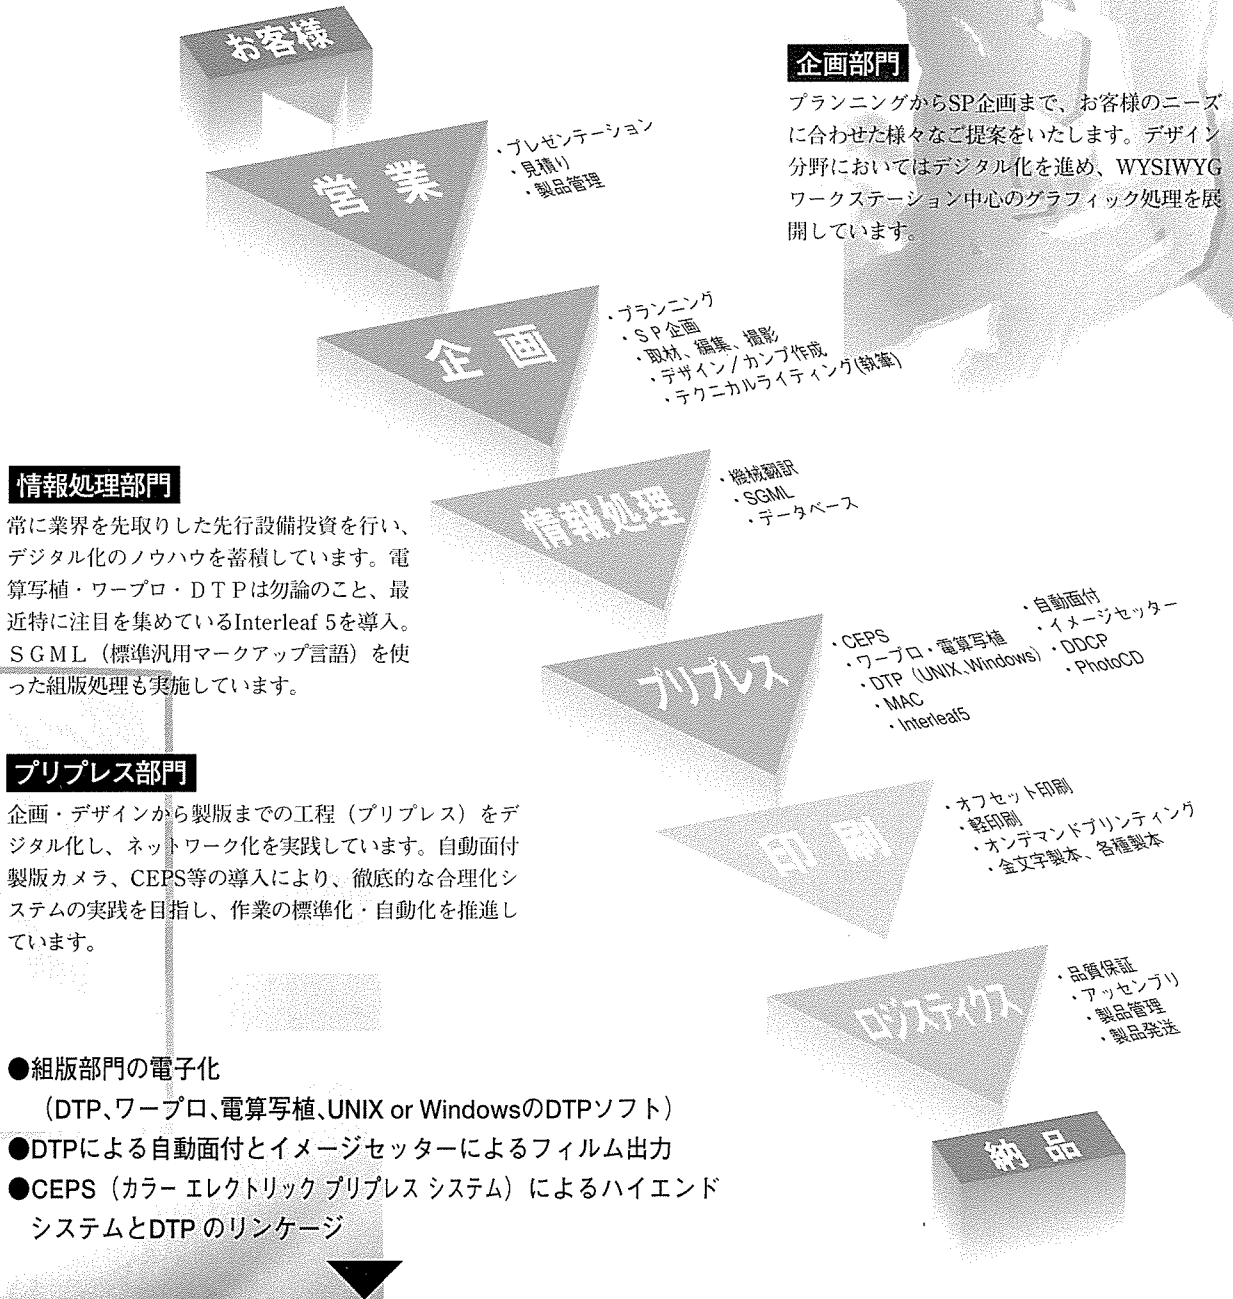 お客様
営業
・プレゼンテーション
・見積り
・製品管理
企画部門
プランニングからSP企画まで、お客様のニーズ
に合わせた様々なご提案をいたします。デザイン
分野においてはデジタル化を進め、WYSIWYG
ワークステーション中心のグラフィック処理を展
開しています。
企画
・プランニング
・SP企画
・取材、編集、撮影
・デザイン/カンプ作成
・テクニカルライティング(執筆)
情報処理部門
常に業界を先取りした先行設備投資を行い、
デジタル化のノウハウを蓄積しています。電
算写植・ワープロ・DTPは勿論のこと、最
近特に注目を集めているInterleaf 5を導入。
SGML（標準汎用マークアップ言語）を使
った組版処理も実施しています。
情報処理
・機械翻訳
・SGML
・データベース
プリプレス
・CEPS
・ワープロ・電算写植
・DTP（UNIX、Windows）
・MAC
・Interleaf5
・自動面付
・イメージセッター
・DDCP
・PhotoCD
プリプレス部門
企画・デザインから製版までの工程（プリプレス）をデ
ジタル化し、ネットワーク化を実践しています。自動面付
製版カメラ、CEPS等の導入により、徹底的な合理化シ
ステムの実践を目指し、作業の標準化・自動化を推進し
ています。
印刷
・オフセット印刷
・軽印刷
・オンデマンドプリンティング
・金文字製本、各種製本
ロジスティクス
・品質保証
・アッセンブリ
・製品管理
・製品発送
納品
●組版部門の電子化
（DTP、ワープロ、電算写植、UNIX or WindowsのDTPソフト）
●DTPによる自動面付とイメージセッターによるフィルム出力
●CEPS（カラー エレクトリック プリプレス システム）によるハイエンド
システムとDTP のリンケージ